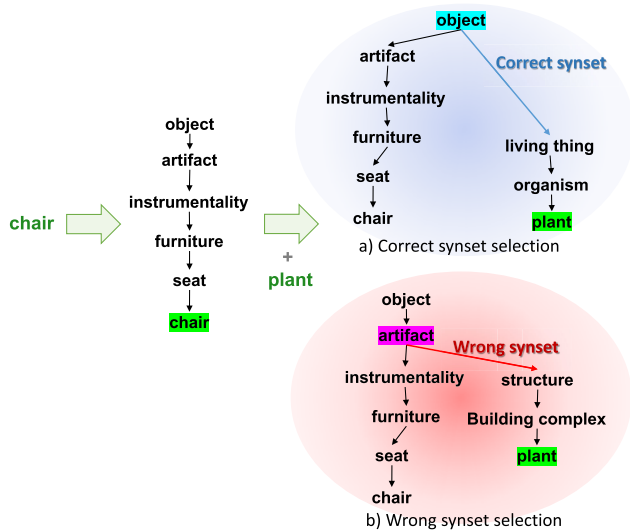 chair
object
artifact
instrumentality
furniture
seat
chair
+
plant
object
artifact
Correct synset
instrumentality
furniture
living thing
seat
organism
chair
plant
a) Correct synset selection
object
artifact
Wrong synset
instrumentality
structure
furniture
Building complex
seat
plant
chair
b) Wrong synset selection